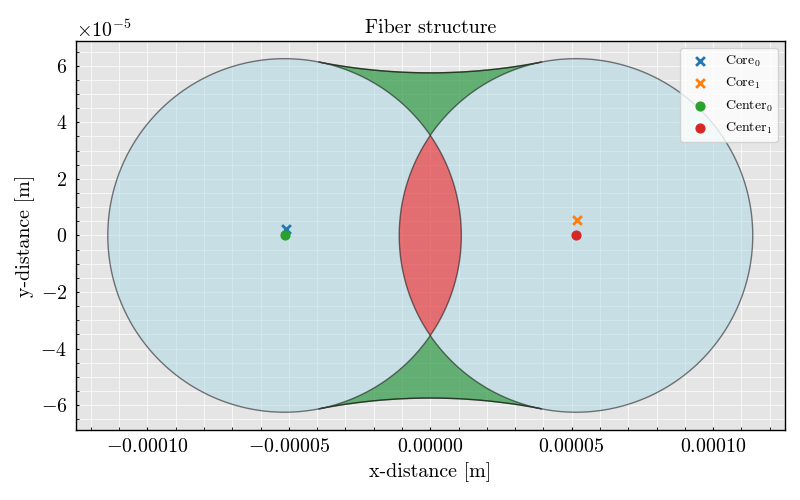 Fiber structure
×10⁻⁵
6
4
2
0
−2
−4
−6
y-distance [m]
−0.00010 −0.00005 0.00000 0.00005 0.00010
x-distance [m]
Core₀
Core₁
Center₀
Center₁